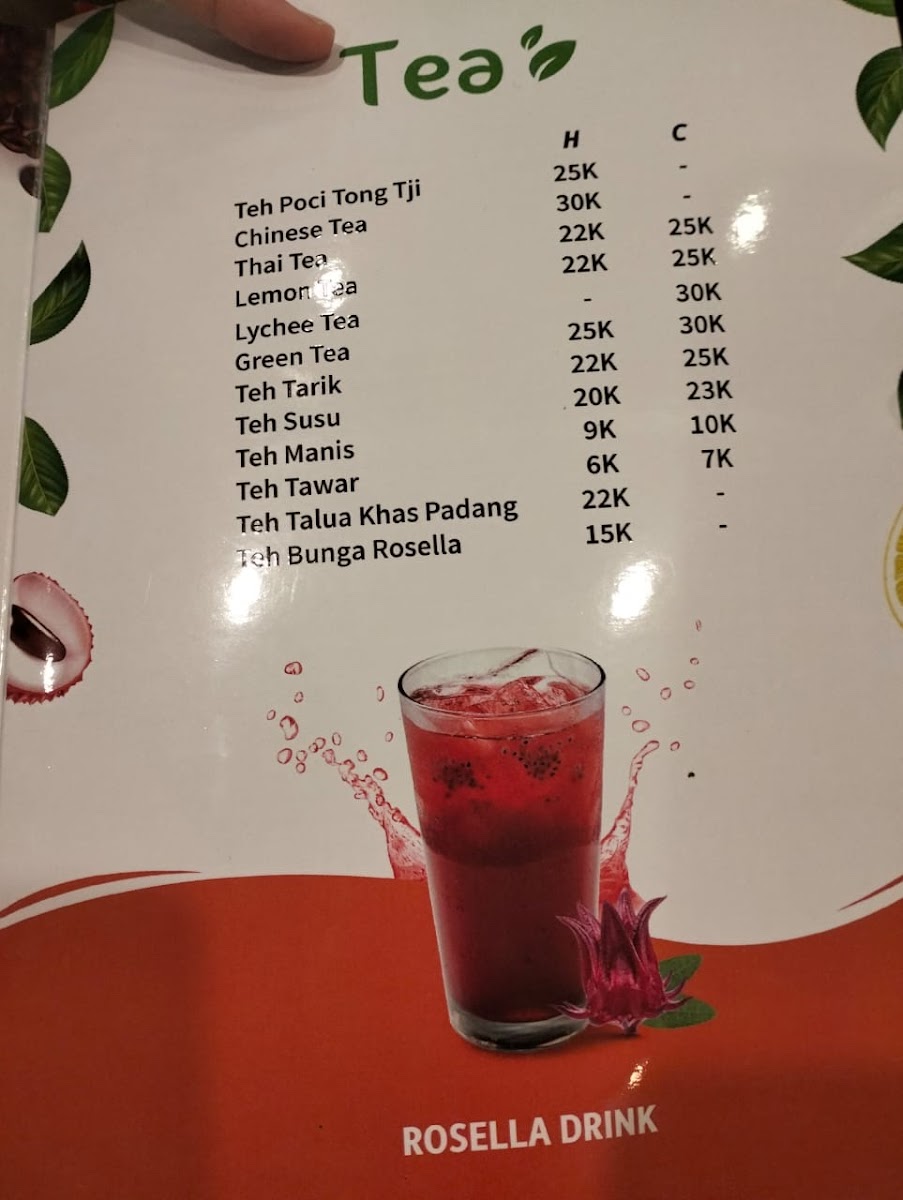 Tea
H C
Teh Poci Tong Tji 25K -
Chinese Tea 30K -
Thai Tea 22K 25K
Lemon Tea 22K 25K
Lychee Tea - 30K
Green Tea 25K 30K
Teh Tarik 22K 25K
Teh Susu 20K 23K
Teh Manis 9K 10K
Teh Tawar 6K 7K
Teh Talua Khas Padang 22K -
Teh Bunga Rosella 15K -
ROSELLA DRINK